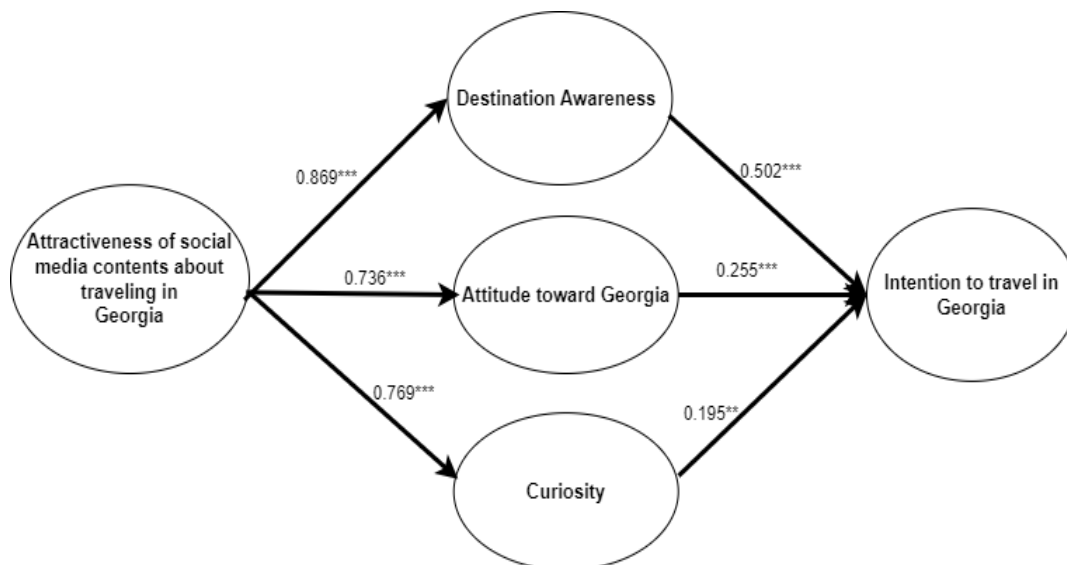 Destination Awareness
0.869***
0.502***
Attractiveness of social
media contents about
traveling in
Georgia
0.736***
Attitude toward Georgia
0.255***
Intention to travel in
Georgia
0.769***
0.195**
Curiosity